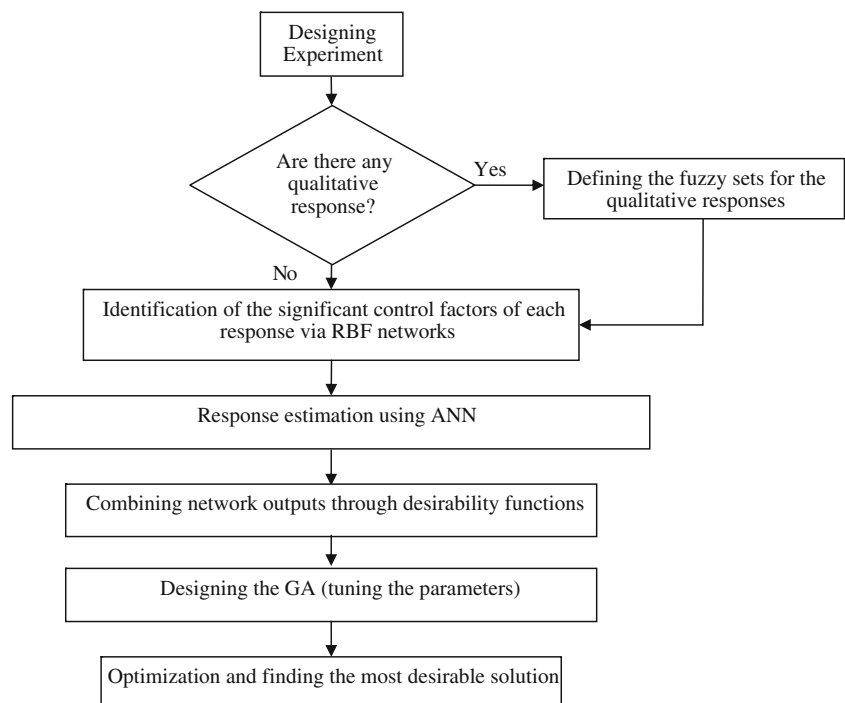 Designing
Experiment
Are there any
qualitative
response?
Yes
Defining the fuzzy sets for the
qualitative responses
No
Identification of the significant control factors of each
response via RBF networks
Response estimation using ANN
Combining network outputs through desirability functions
Designing the GA (tuning the parameters)
Optimization and finding the most desirable solution